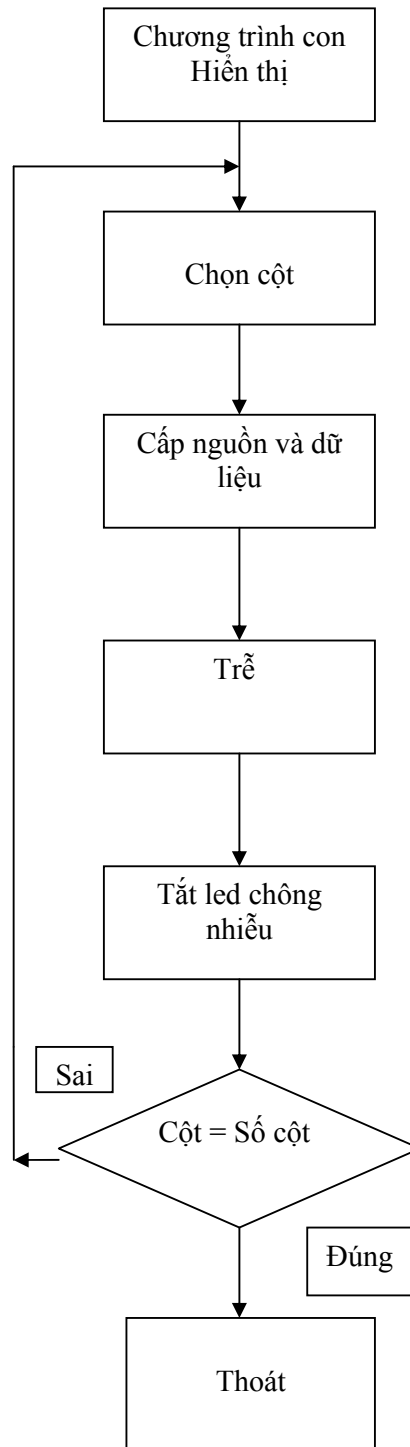 Chương trình con
Hiển thị
Chọn cột
Cấp nguồn và dữ
liệu
Trễ
Tắt led chông
nhiễu
Sai
Cột = Số cột
Đúng
Thoát